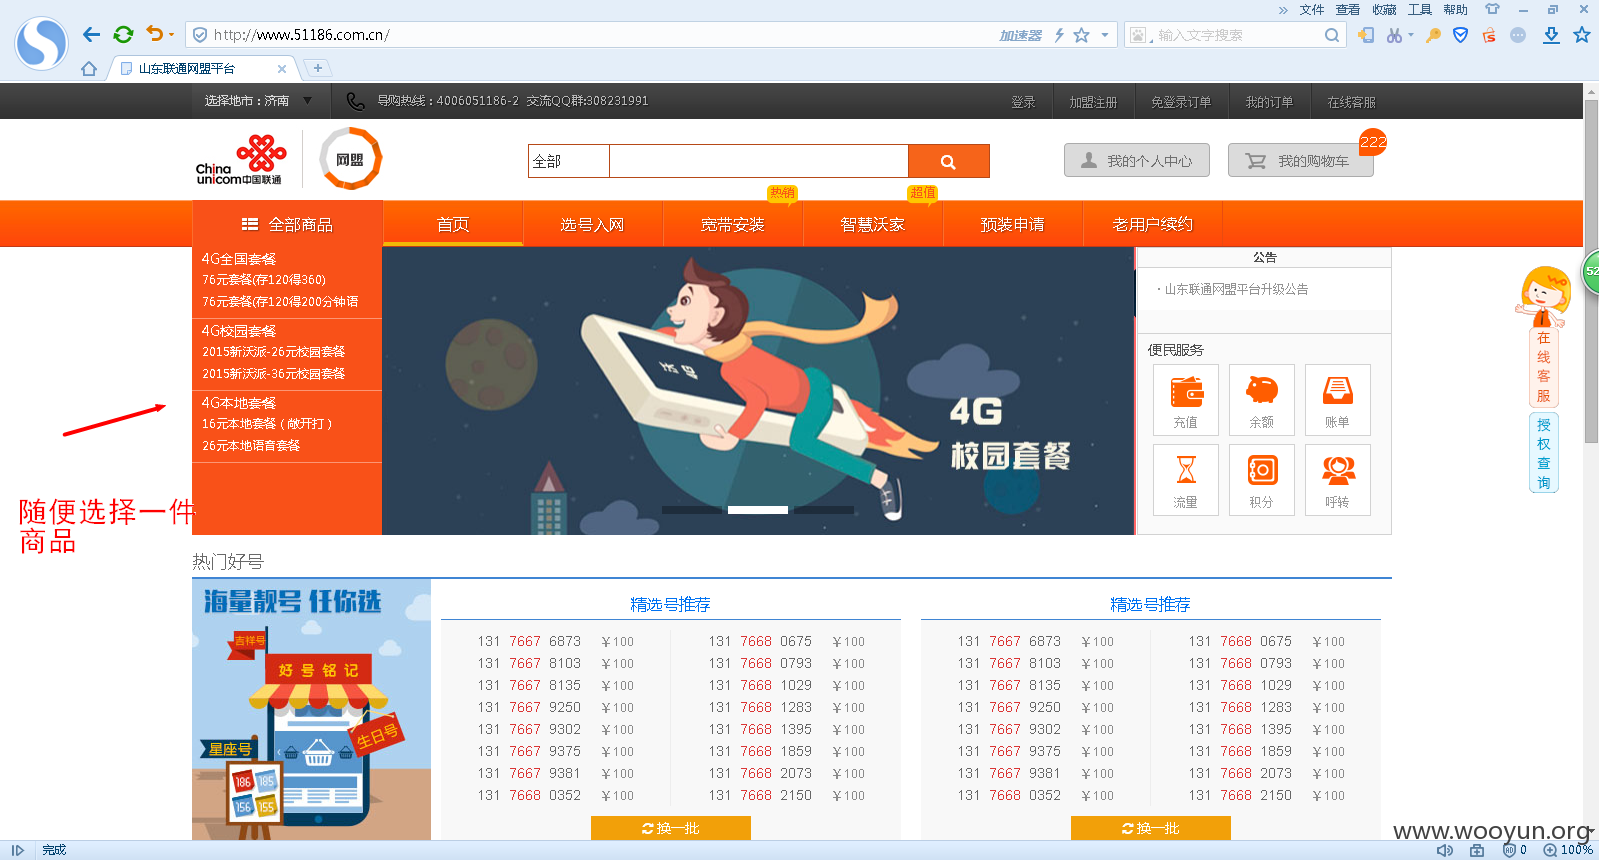 文件 查看 收藏 工具 帮助
http://www.51186.com.cn/
加速器
输入文字搜索
山东联通网盟平台
选择地市：济南
导购热线：4006051186-2 交流QQ群:308231991
登录 加盟注册 免登录订单 我的订单 在线客服
China
unicom中国联通
网盟
全部
我的个人中心
我的购物车
222
热销
超值
全部商品 首页 选号入网 宽带安装 智慧沃家 预装申请 老用户续约
4G全国套餐
76元套餐(存120得360)
76元套餐(存120得200分钟语
4G校园套餐
2015新沃派-26元校园套餐
2015新沃派-36元校园套餐
4G本地套餐
16元本地套餐（敞开打）
26元本地语音套餐
4G
校园套餐
公告
· 山东联通网盟平台升级公告
便民服务
充值 余额 账单
流量 积分 呼转
52
在线客服
授权查询
随便选择一件
商品
热门好号
海量靓号 任你选
吉祥号
好号铭记
生日号
星座号
186 185
156 155
精选号推荐
131 7667 6873 ￥100 131 7668 0675 ￥100
131 7667 8103 ￥100 131 7668 0793 ￥100
131 7667 8135 ￥100 131 7668 1029 ￥100
131 7667 9250 ￥100 131 7668 1283 ￥100
131 7667 9302 ￥100 131 7668 1395 ￥100
131 7667 9375 ￥100 131 7668 1859 ￥100
131 7667 9381 ￥100 131 7668 2073 ￥100
131 7668 0352 ￥100 131 7668 2150 ￥100
换一批
精选号推荐
131 7667 6873 ￥100 131 7668 0675 ￥100
131 7667 8103 ￥100 131 7668 0793 ￥100
131 7667 8135 ￥100 131 7668 1029 ￥100
131 7667 9250 ￥100 131 7668 1283 ￥100
131 7667 9302 ￥100 131 7668 1395 ￥100
131 7667 9375 ￥100 131 7668 1859 ￥100
131 7667 9381 ￥100 131 7668 2073 ￥100
131 7668 0352 ￥100 131 7668 2150 ￥100
换一批
www.wooyun.org
完成
0
100%